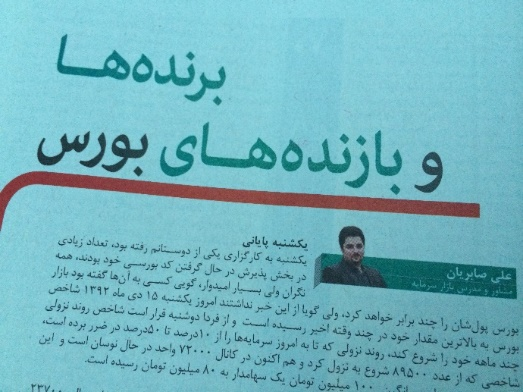 برنده‌ها
و بازنده‌های بورس
علی صابریان
مشاور و مدرس بازار سرمایه
یکشنبه پایانی
یکشنبه به کارگزاری یکی از دوستانم رفته بود، تعداد زیادی
در بخش پذیرش در حال گرفتن کد بورسی خود بودند، همه
نگران ولی بسیار امیدوار، گویی کسی به آن‌ها گفته بود بازار
بورس پول‌شان را چند برابر خواهد کرد، ولی گویا از این خبر نداشتند امروز یکشنبه ۱۵ دی ماه ۱۳۹۲ شاخص
بورس به بالاترین مقدار خود در چند وقته اخیر رسیده است و از فردا دوشنبه قرار است شاخص روند نزولی
چند ماهه خود را شروع کند، روند نزولی که تا به امروز سرمایه‌ها را از ۱۰درصد تا ۵۰درصد در ضرر برده است،
شاخصی که از عدد ۸۹۵۰۰ شروع به نزول کرد و هم اکنون در کانال ۷۲۰۰۰ واحد در حال نوسان است و این
۱۰۰ میلیون تومان یک سهامدار به ۸۰ میلیون تومان رسیده است.
۲۳۷۰۰